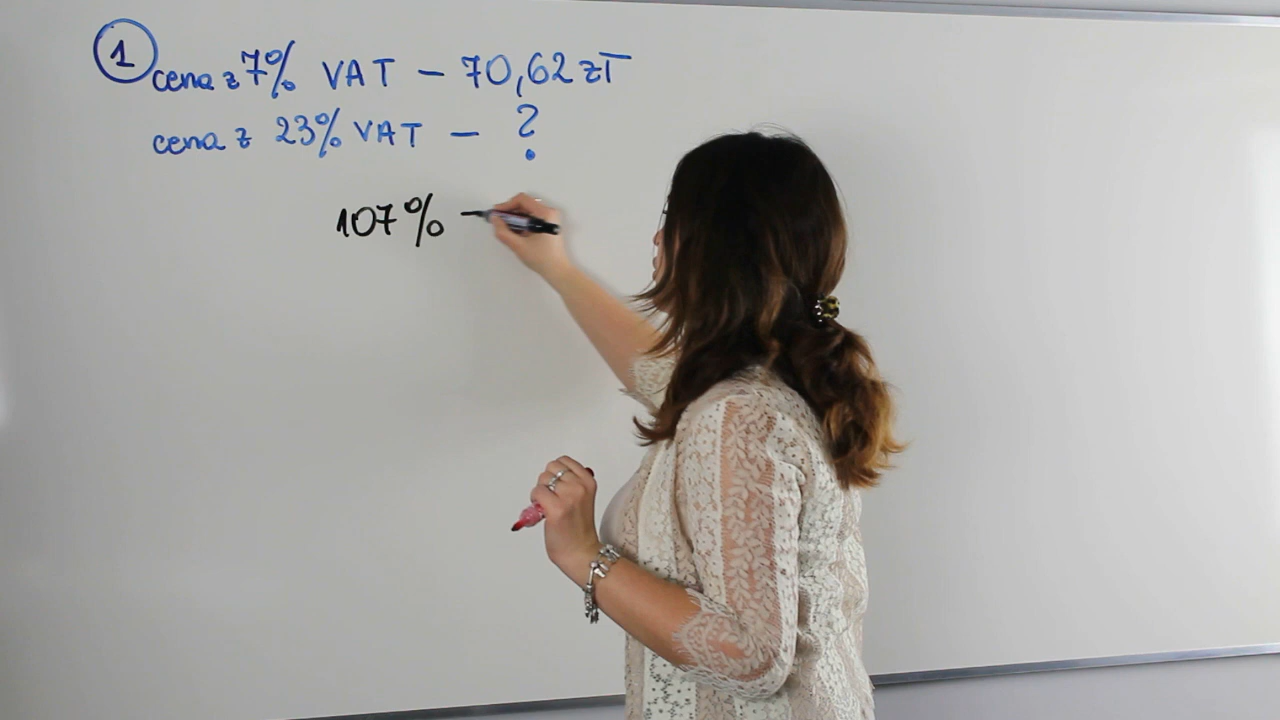 1 cena z 7% VAT – 70,62 zł
cena z 23% VAT – ?
107% –